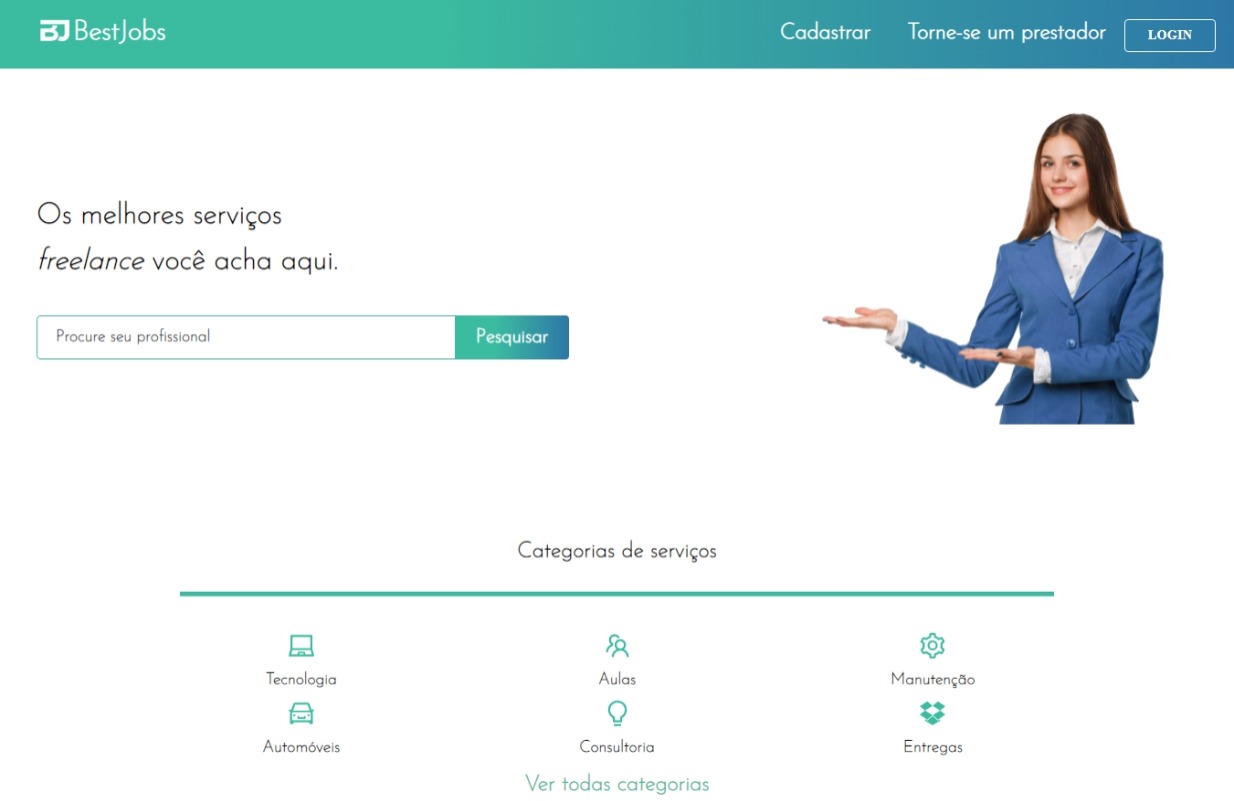 BJ BestJobs
Cadastrar
Torne-se um prestador
LOGIN
Os melhores serviços
freelance você acha aqui.
Procure seu profissional
Pesquisar
Categorias de serviços
Tecnologia
Aulas
Manutenção
Automóveis
Consultoria
Entregas
Ver todas categorias